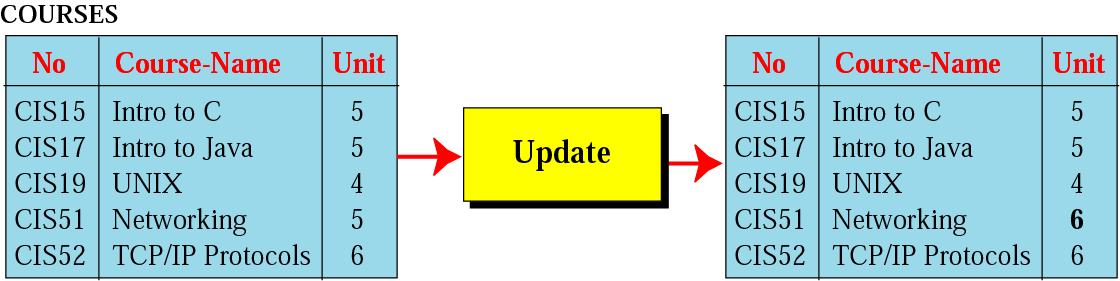 COURSES
No Course-Name Unit
CIS15 Intro to C 5
CIS17 Intro to Java 5
CIS19 UNIX 4
CIS51 Networking 5
CIS52 TCP/IP Protocols 6
Update
No Course-Name Unit
CIS15 Intro to C 5
CIS17 Intro to Java 5
CIS19 UNIX 4
CIS51 Networking 6
CIS52 TCP/IP Protocols 6